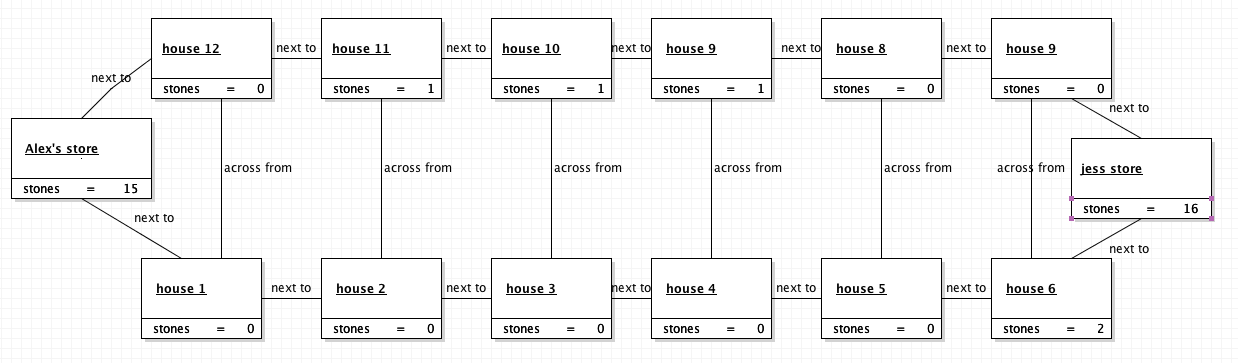 house 12
stones = 0
next to
house 11
stones = 1
next to
house 10
stones = 1
next to
house 9
stones = 1
next to
house 8
stones = 0
next to
house 9
stones = 0
next to
next to
Alex's store
stones = 15
across from
across from
across from
across from
across from
across from
jess store
stones = 16
next to
next to
house 1
stones = 0
next to
house 2
stones = 0
next to
house 3
stones = 0
next to
house 4
stones = 0
next to
house 5
stones = 0
next to
house 6
stones = 2